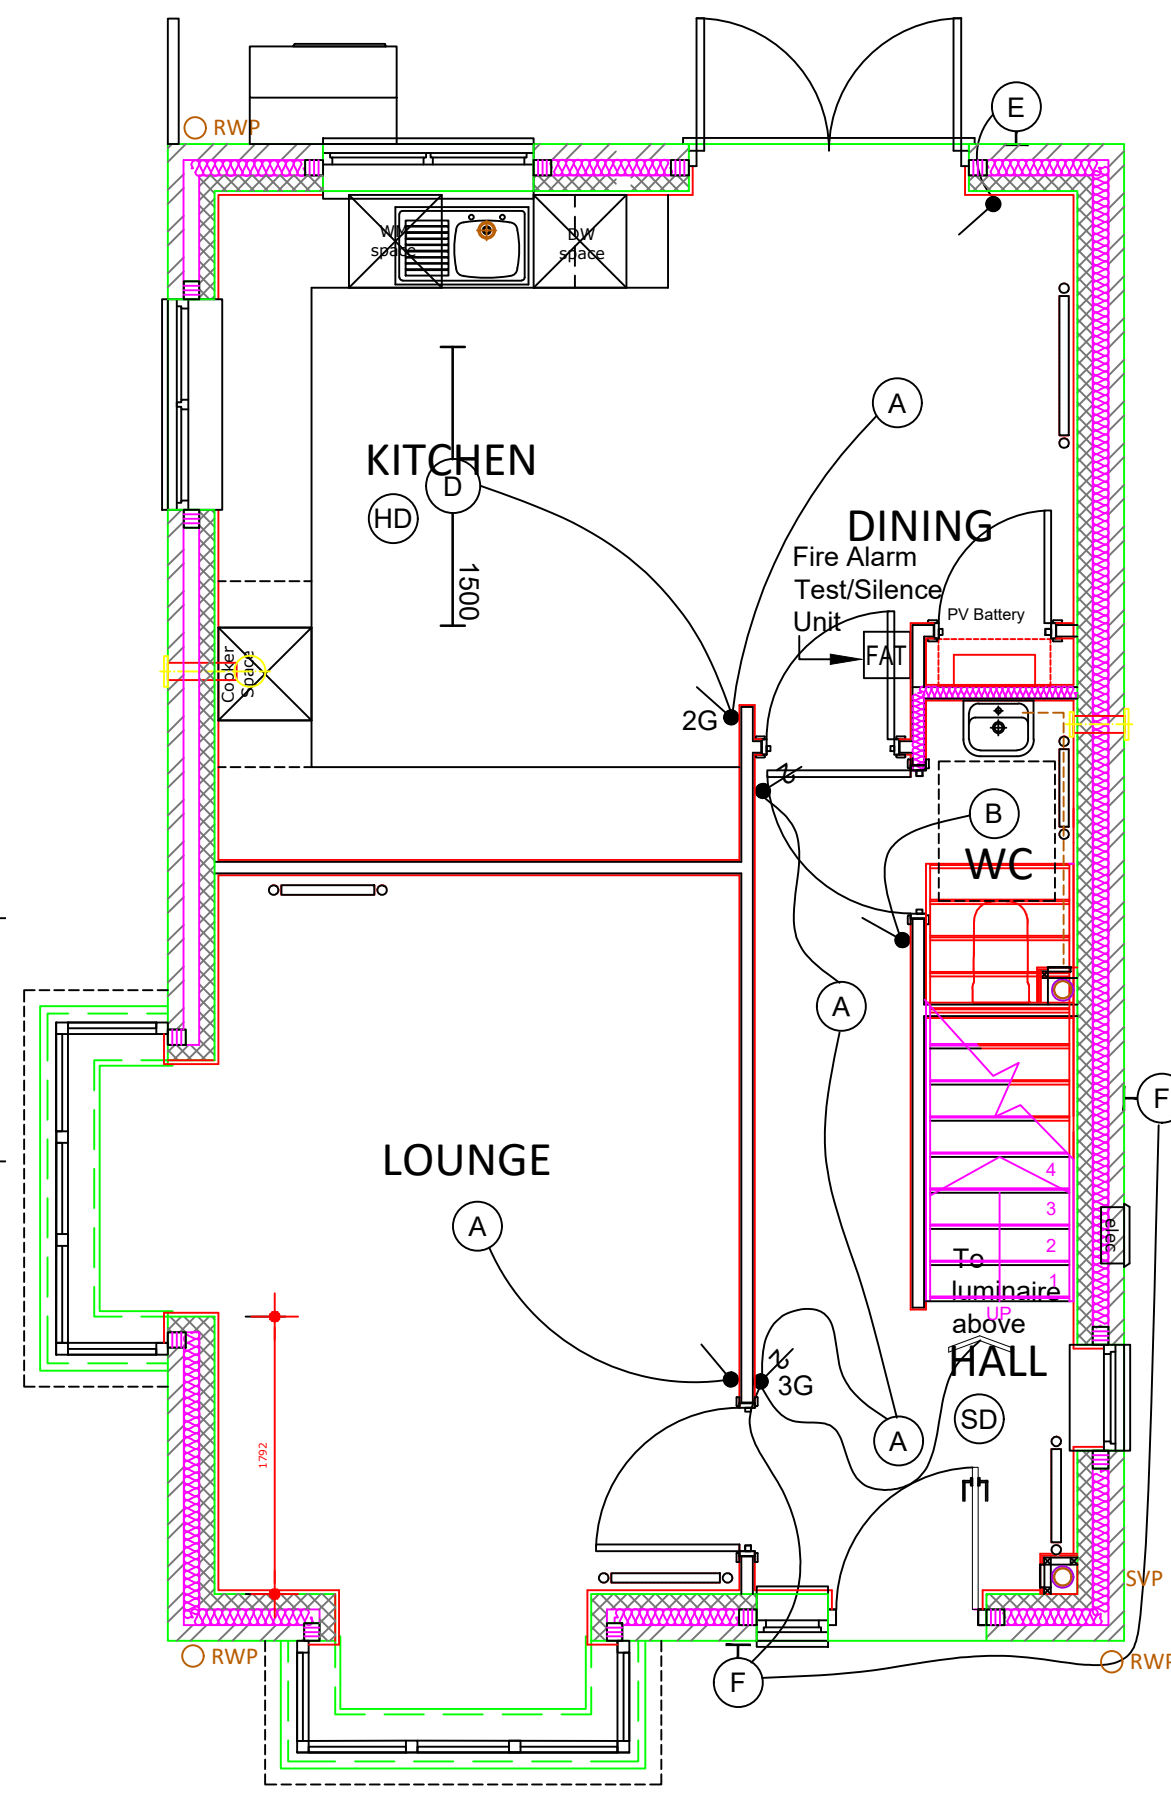 RWP
E
WM
space
DW
space
A
KITCHEN
D
HD
1500
DINING
Fire Alarm
Test/Silence
Unit
FAT
PV Battery
Cooker
Space
2G
B
WC
A
F
LOUNGE
A
4
3
2
1
UP
elec
To
luminaire
above
HALL
3G
SD
A
1792
SVP
RWP
F
RWP